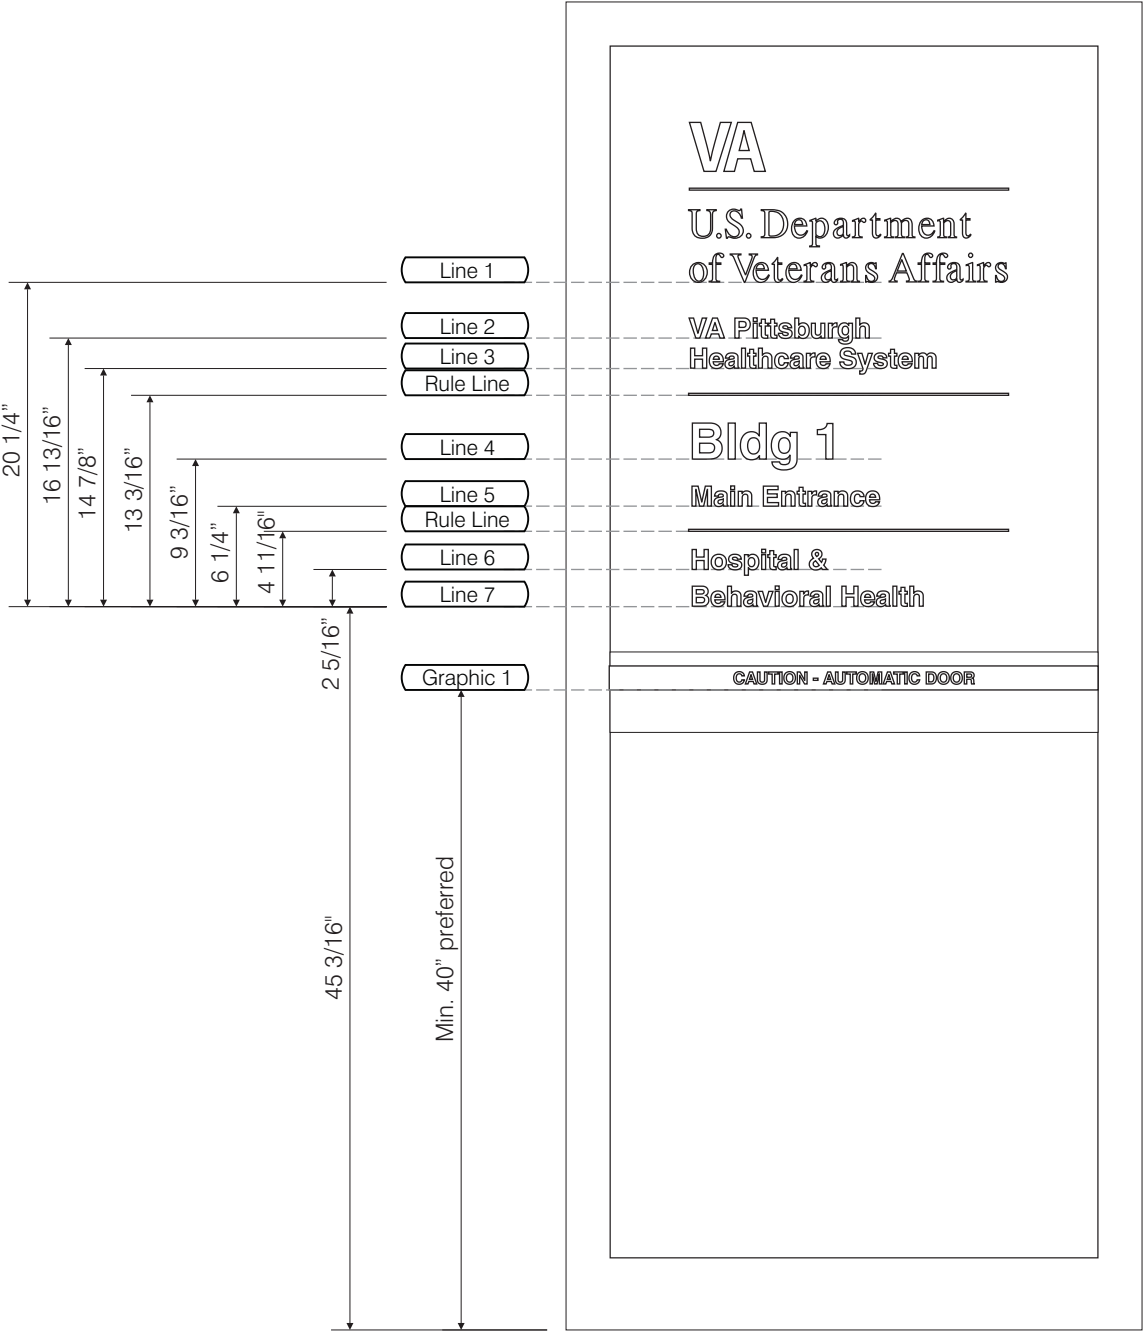 VA
U.S. Department
of Veterans Affairs
VA Pittsburgh
Healthcare System
Bldg 1
Main Entrance
Hospital &
Behavioral Health
CAUTION - AUTOMATIC DOOR
Line 1
Line 2
Line 3
Rule Line
Line 4
Line 5
Rule Line
Line 6
Line 7
Graphic 1
20 1/4”
16 13/16”
14 7/8”
13 3/16”
9 3/16”
6 1/4”
4 11/16"
2 5/16”
45 3/16"
Min. 40” preferred